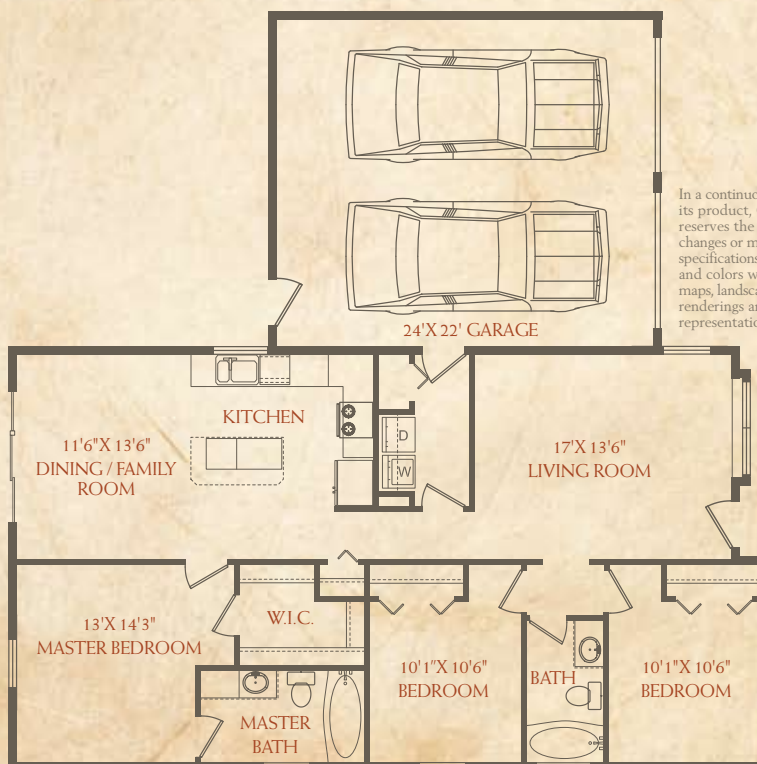 In a continuo
its product,
reserves the
changes or m
specifications
and colors w
maps, landsca
renderings a
representatio
24'X 22' GARAGE
KITCHEN
11'6"X 13'6"
DINING / FAMILY
ROOM
D
W
17'X 13'6"
LIVING ROOM
13'X 14'3"
MASTER BEDROOM
W.I.C.
10'1"X 10'6"
BEDROOM
BATH
10'1"X 10'6"
BEDROOM
MASTER
BATH